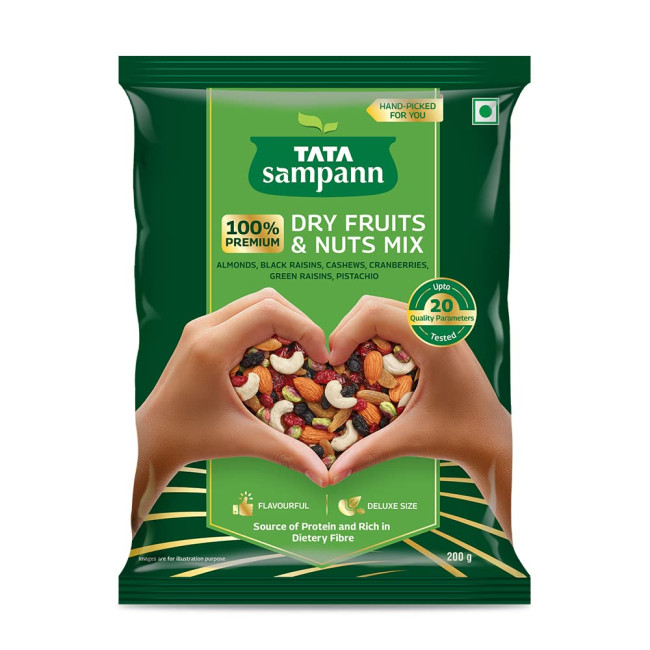 HAND-PICKED
FOR YOU
TATA
sampann
100%
PREMIUM
DRY FRUITS
& NUTS MIX
ALMONDS, BLACK RAISINS, CASHEWS, CRANBERRIES,
GREEN RAISINS, PISTACHIO
Upto
20
Quality Parameters
Tested
FLAVOURFUL
DELUXE SIZE
Source of Protein and Rich in
Dietery Fibre
Images are for illustration purpose
200 g